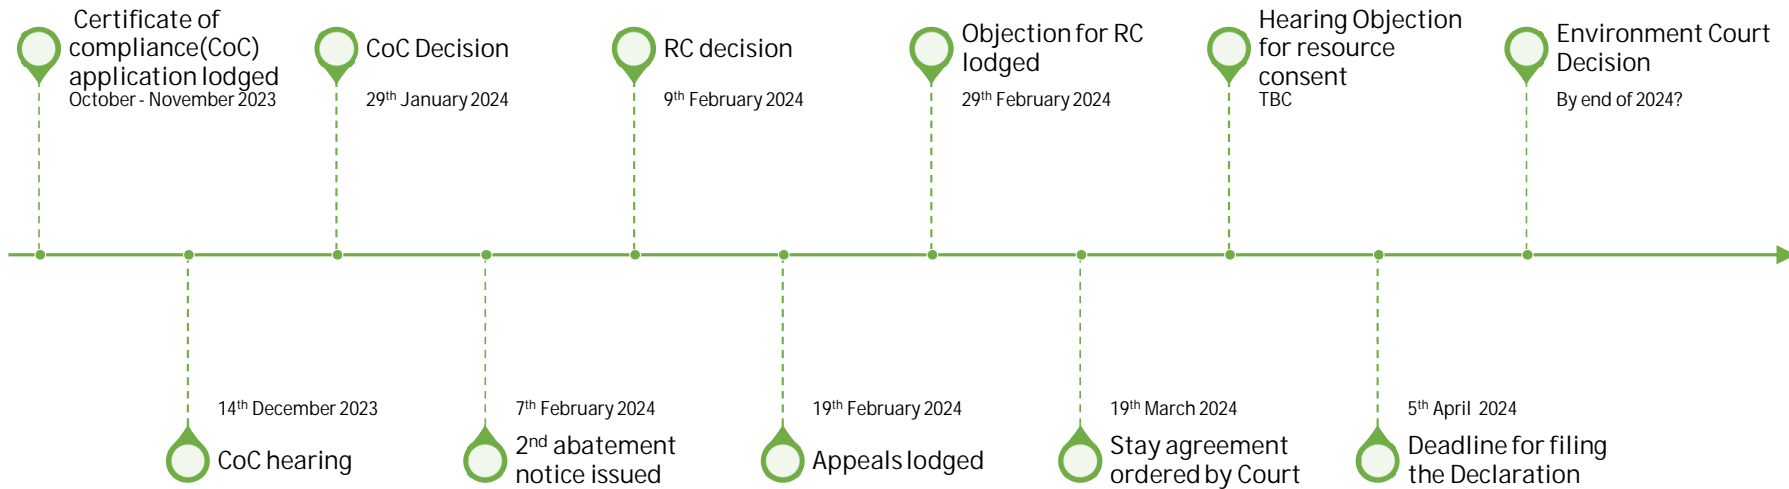 Certificate of
compliance(CoC)
application lodged
October - November 2023
CoC Decision
29th January 2024
RC decision
9th February 2024
Objection for RC
lodged
29th February 2024
Hearing Objection
for resource
consent
TBC
Environment Court
Decision
By end of 2024?
14th December 2023
CoC hearing
7th February 2024
2nd abatement
notice issued
19th February 2024
Appeals lodged
19th March 2024
Stay agreement
ordered by Court
5th April 2024
Deadline for filing
the Declaration